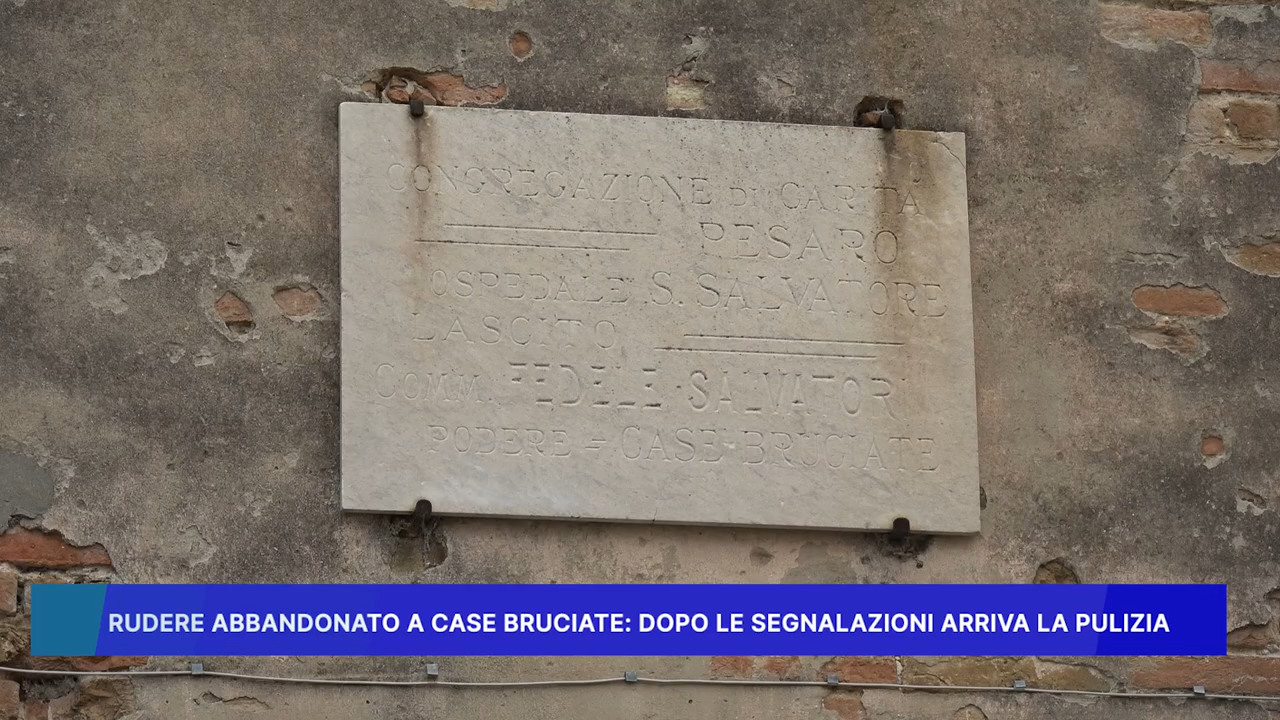 CONGREGAZIONE DI CARITÀ
PESARO
OSPEDALE S. SALVATORE
LASCITO
COMM. FEDELE SALVATORI
PODERE = CASE-BRUCIATE
RUDERE ABBANDONATO A CASE BRUCIATE: DOPO LE SEGNALAZIONI ARRIVA LA PULIZIA